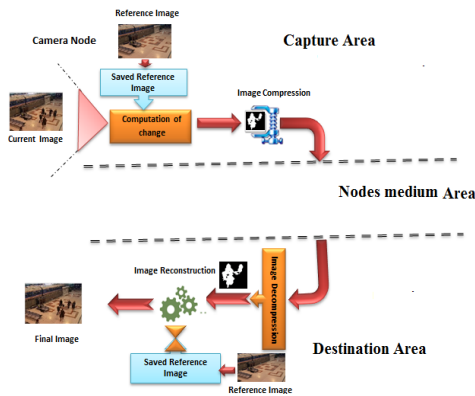 Reference Image
Camera Node
Capture Area
Saved Reference
Image
Image Compression
Computation of
change
Current Image
Nodes medium Area
Image Reconstruction
Image Decompression
Final Image
Saved Reference
Image
Destination Area
Reference Image